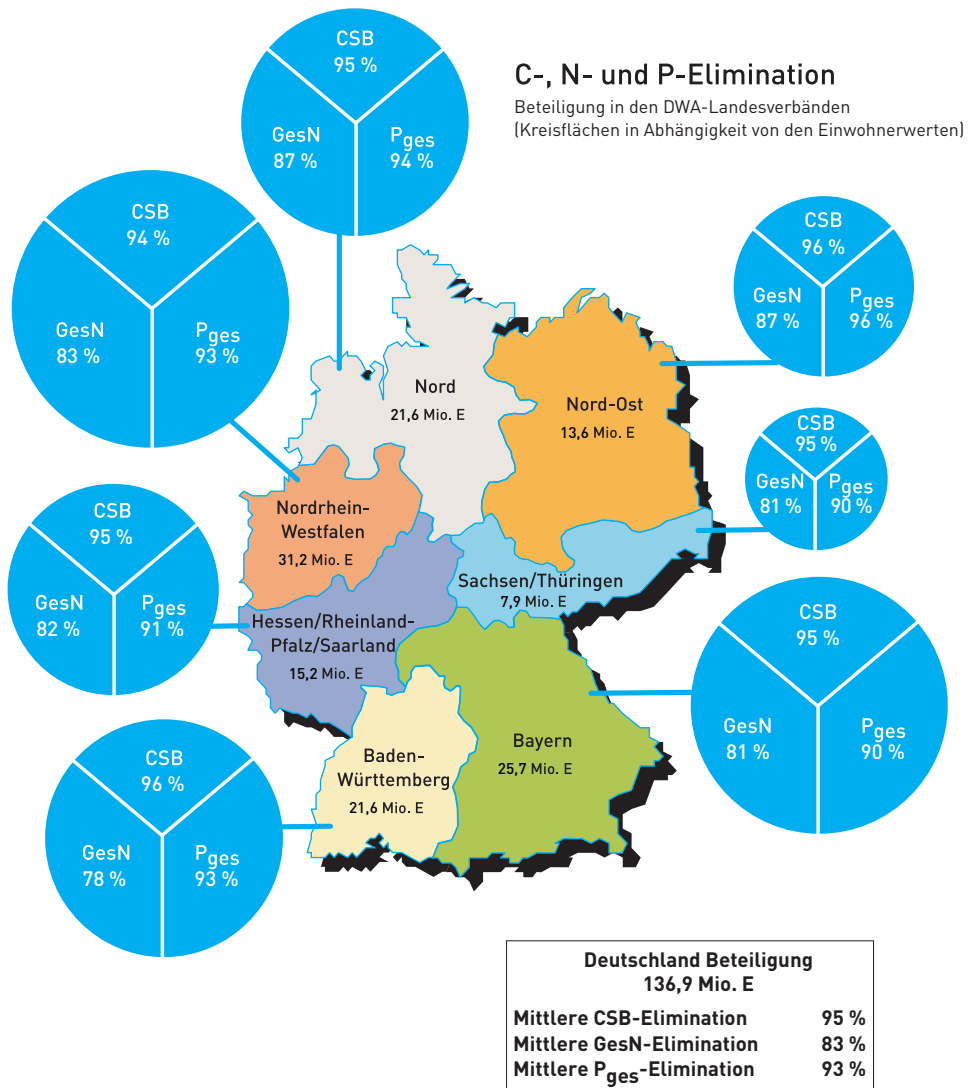 C-, N- und P-Elimination
Beteiligung in den DWA-Landesverbänden
(Kreisflächen in Abhängigkeit von den Einwohnerwerten)
CSB
95 %
GesN
87 %
Pges
94 %
CSB
94 %
GesN
83 %
Pges
93 %
CSB
96 %
GesN
87 %
Pges
96 %
Nord
21,6 Mio. E
Nord-Ost
13,6 Mio. E
CSB
95 %
GesN
81 %
Pges
90 %
Nordrhein-
Westfalen
31,2 Mio. E
CSB
95 %
GesN
82 %
Pges
91 %
Sachsen/Thüringen
7,9 Mio. E
Hessen/Rheinland-
Pfalz/Saarland
15,2 Mio. E
CSB
95 %
GesN
81 %
Pges
90 %
Bayern
25,7 Mio. E
Baden-
Württemberg
21,6 Mio. E
CSB
96 %
GesN
78 %
Pges
93 %
Deutschland Beteiligung
136,9 Mio. E
Mittlere CSB-Elimination 95 %
Mittlere GesN-Elimination 83 %
Mittlere Pges-Elimination 93 %